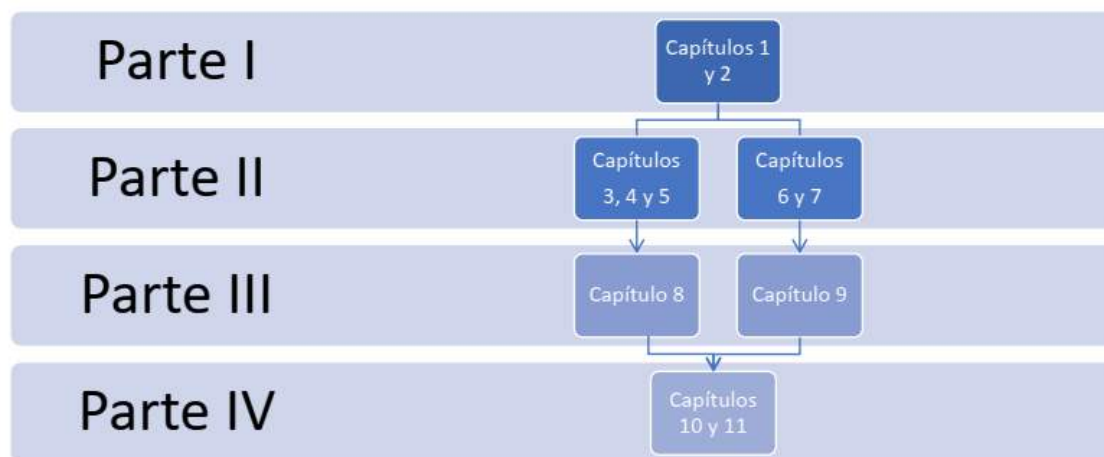 Parte I
Capítulos 1
y 2
Parte II
Capítulos
3, 4 y 5
Capítulos
6 y 7
Parte III
Capítulo 8
Capítulo 9
Parte IV
Capítulos
10 y 11